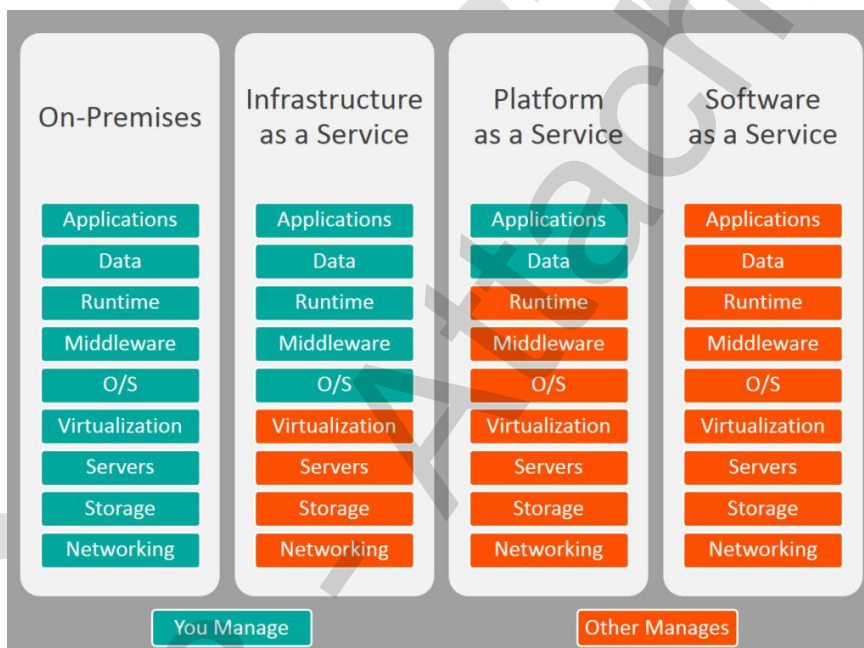 On-Premises
Applications
Data
Runtime
Middleware
O/S
Virtualization
Servers
Storage
Networking
Infrastructure
as a Service
Applications
Data
Runtime
Middleware
O/S
Virtualization
Servers
Storage
Networking
Platform
as a Service
Applications
Data
Runtime
Middleware
O/S
Virtualization
Servers
Storage
Networking
Software
as a Service
Applications
Data
Runtime
Middleware
O/S
Virtualization
Servers
Storage
Networking
You Manage
Other Manages